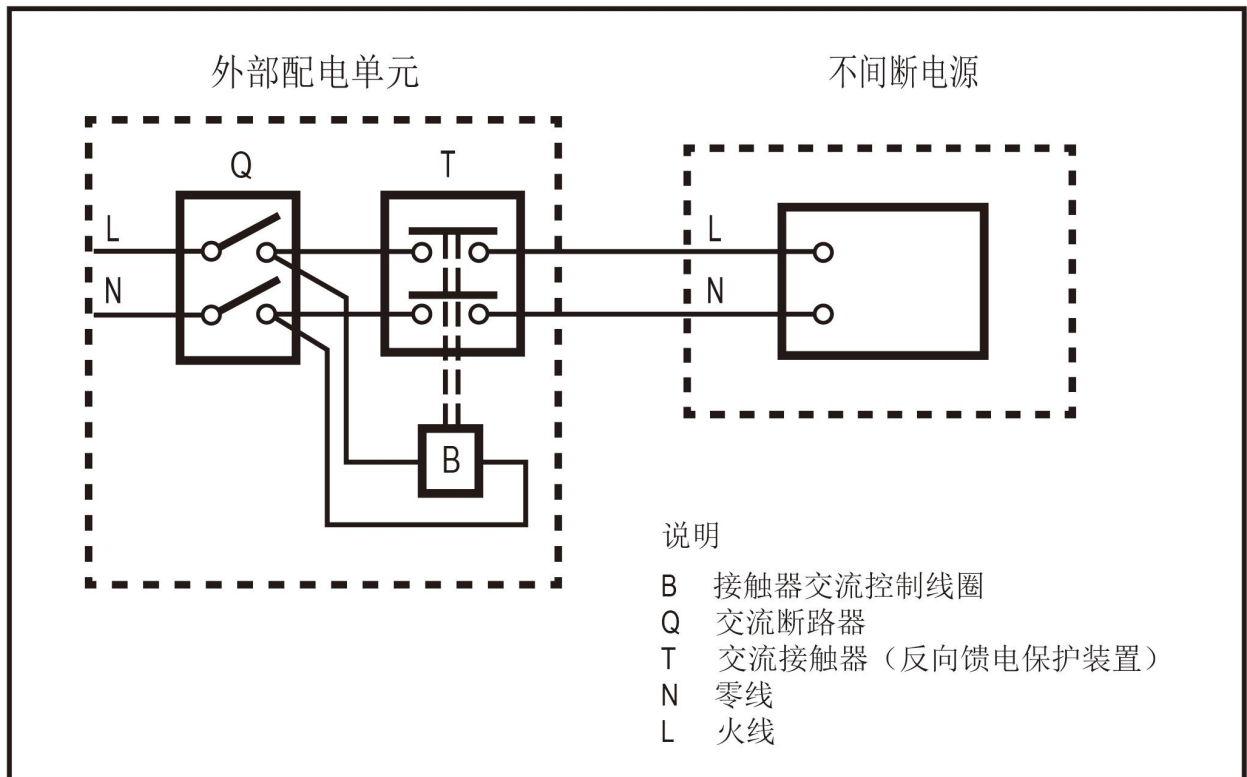 外部配电单元
不间断电源
Q
T
L
N
L
N
B
说明
B 接触器交流控制线圈
Q 交流断路器
T 交流接触器（反向馈电保护装置）
N 零线
L 火线